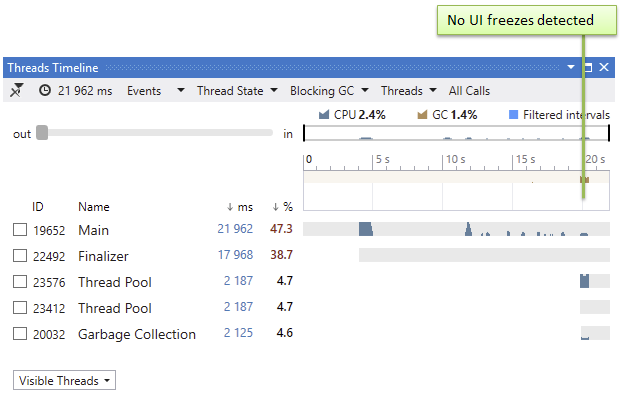 No UI freezes detected
Threads Timeline
21 962 ms Events Thread State Blocking GC Threads All Calls
CPU 2.4% GC 1.4% Filtered intervals
out in
0 5 s 10 s 15 s 20 s
ID Name ↓ ms ↓ %
19652 Main 21 962 47.3
22492 Finalizer 17 968 38.7
23576 Thread Pool 2 187 4.7
23412 Thread Pool 2 187 4.7
20032 Garbage Collection 2 125 4.6
Visible Threads